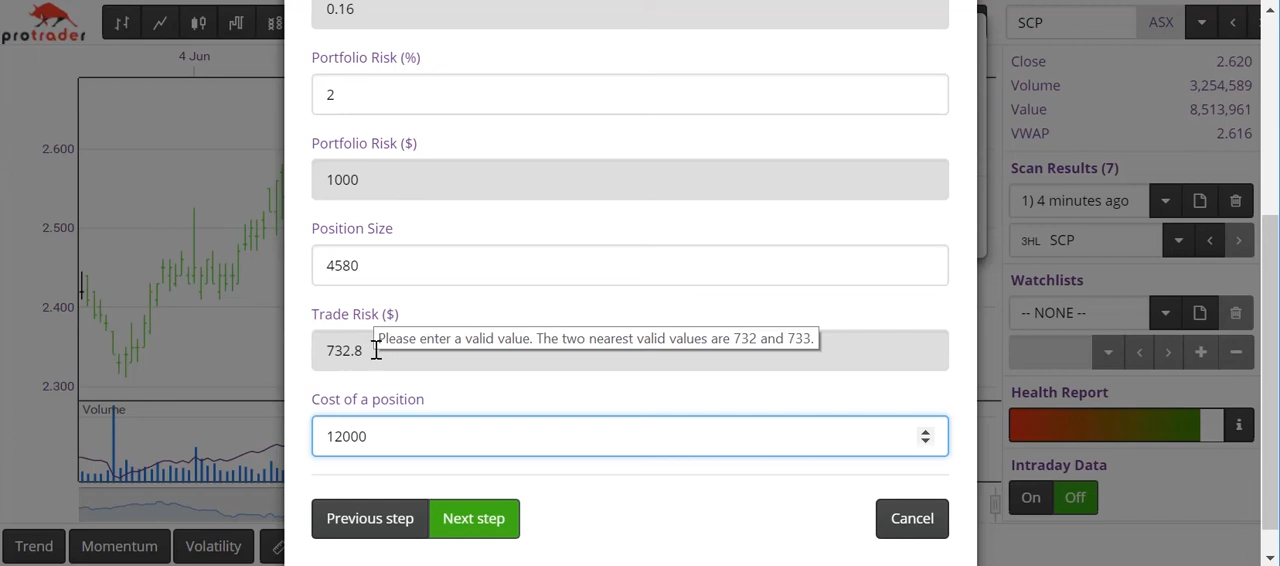 0.16
protrader
4 Jun
SCP
ASX
Portfolio Risk (%)
2
Close 2.620
Volume 3,254,589
Value 8,513,961
VWAP 2.616
Portfolio Risk ($)
1000
2.600
Scan Results (7)
1) 4 minutes ago
Position Size
4580
2.500
3HL SCP
Watchlists
-- NONE --
Trade Risk ($)
732.8
Please enter a valid value. The two nearest valid values are 732 and 733.
2.400
2.300
Cost of a position
12000
Volume
Health Report
Intraday Data
On Off
Previous step Next step Cancel
Trend Momentum Volatility